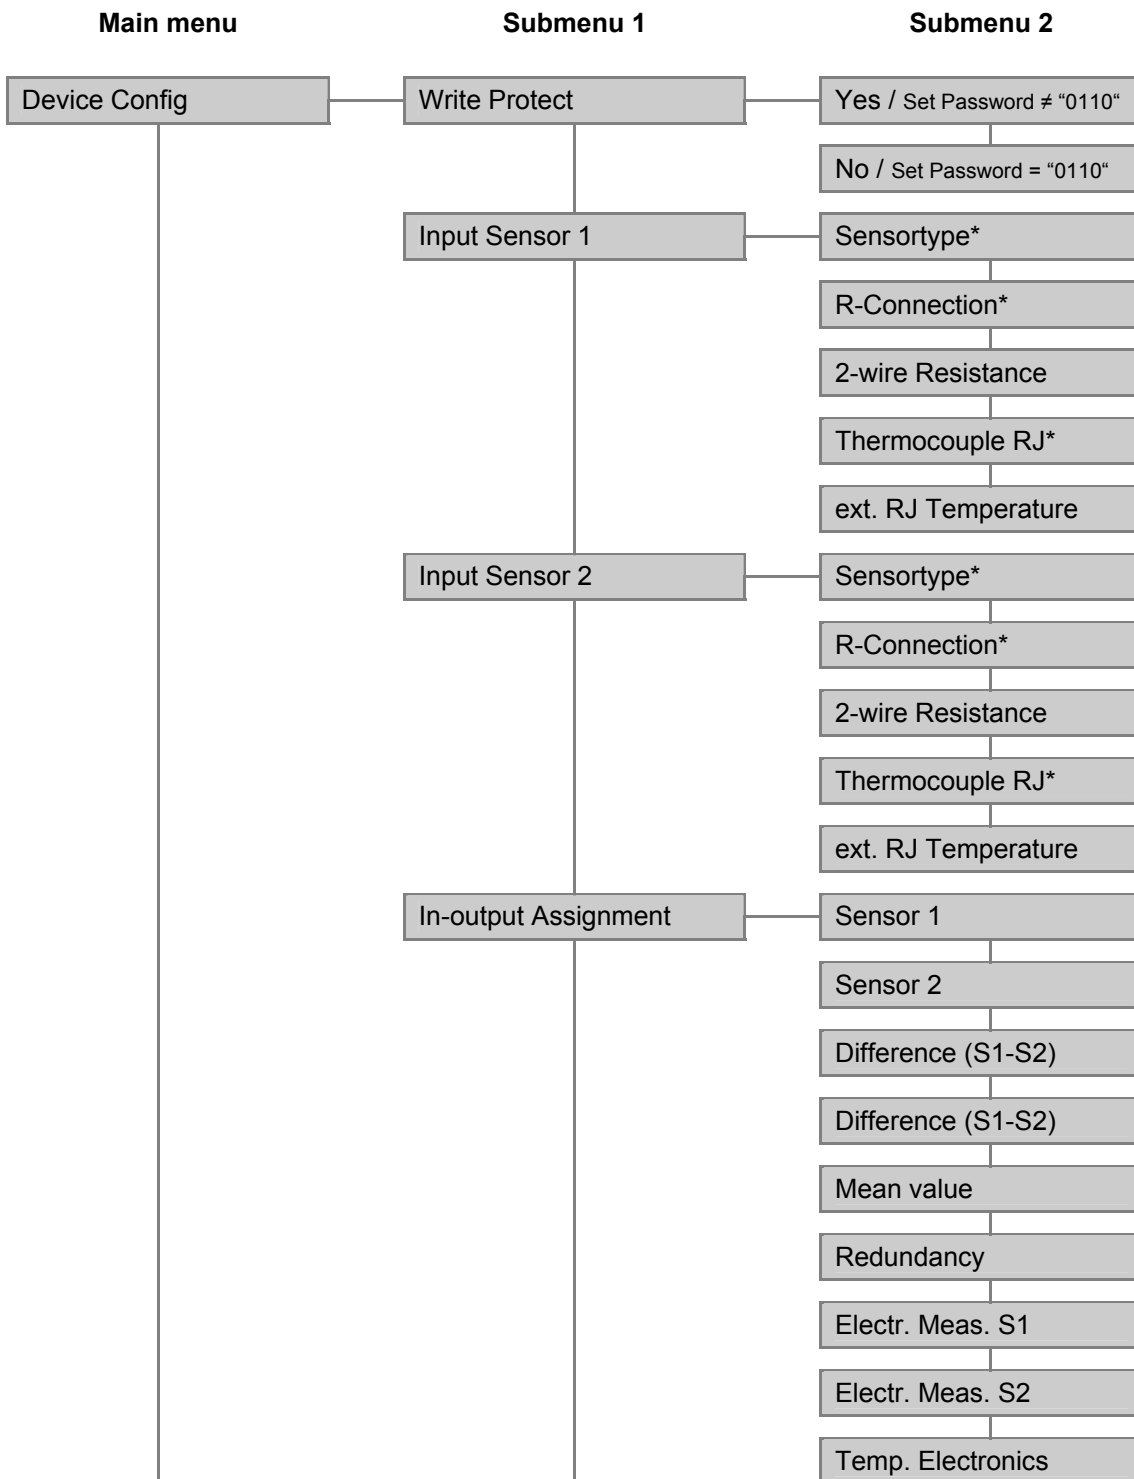 Main menu Submenu 1 Submenu 2
Device Config Write Protect Yes / Set Password ≠ “0110“
No / Set Password = “0110“
Input Sensor 1 Sensortype*
R-Connection*
2-wire Resistance
Thermocouple RJ*
ext. RJ Temperature
Input Sensor 2 Sensortype*
R-Connection*
2-wire Resistance
Thermocouple RJ*
ext. RJ Temperature
In-output Assignment Sensor 1
Sensor 2
Difference (S1-S2)
Difference (S1-S2)
Mean value
Redundancy
Electr. Meas. S1
Electr. Meas. S2
Temp. Electronics